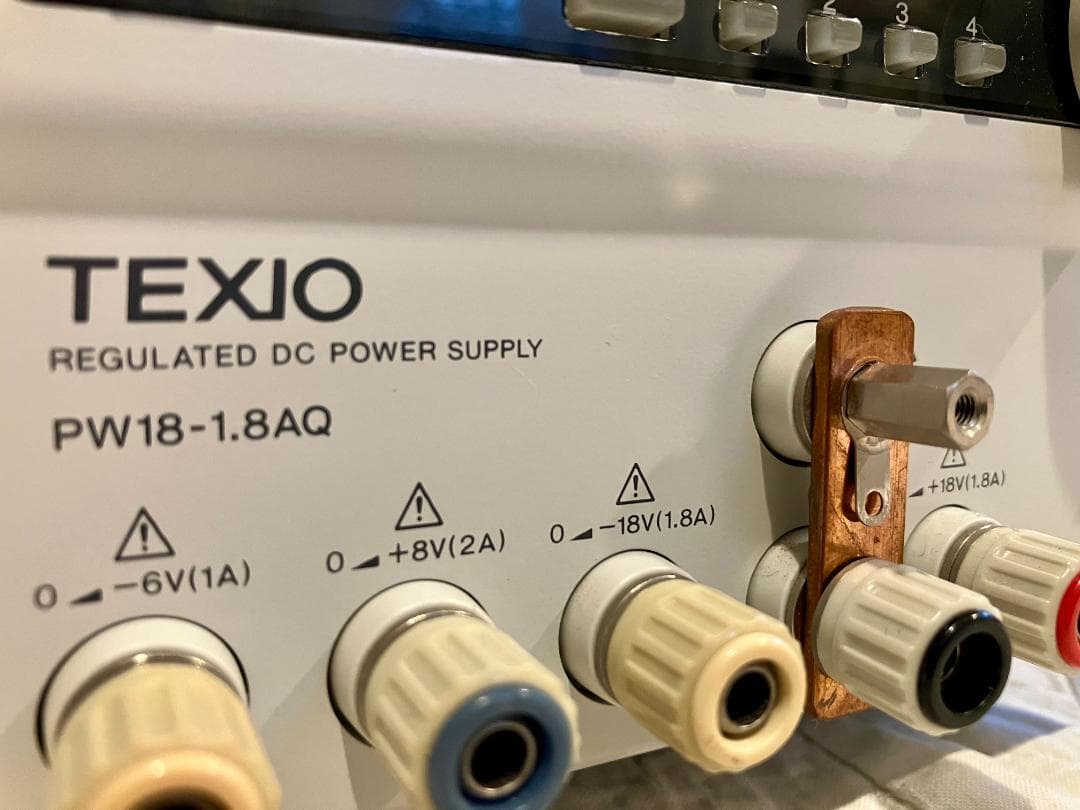 2 3 4
TEXIO
REGULATED DC POWER SUPPLY
PW18-1.8AQ
0 −6V(1A)
0 +8V(2A)
0 −18V(1.8A)
+18V(1.8A)